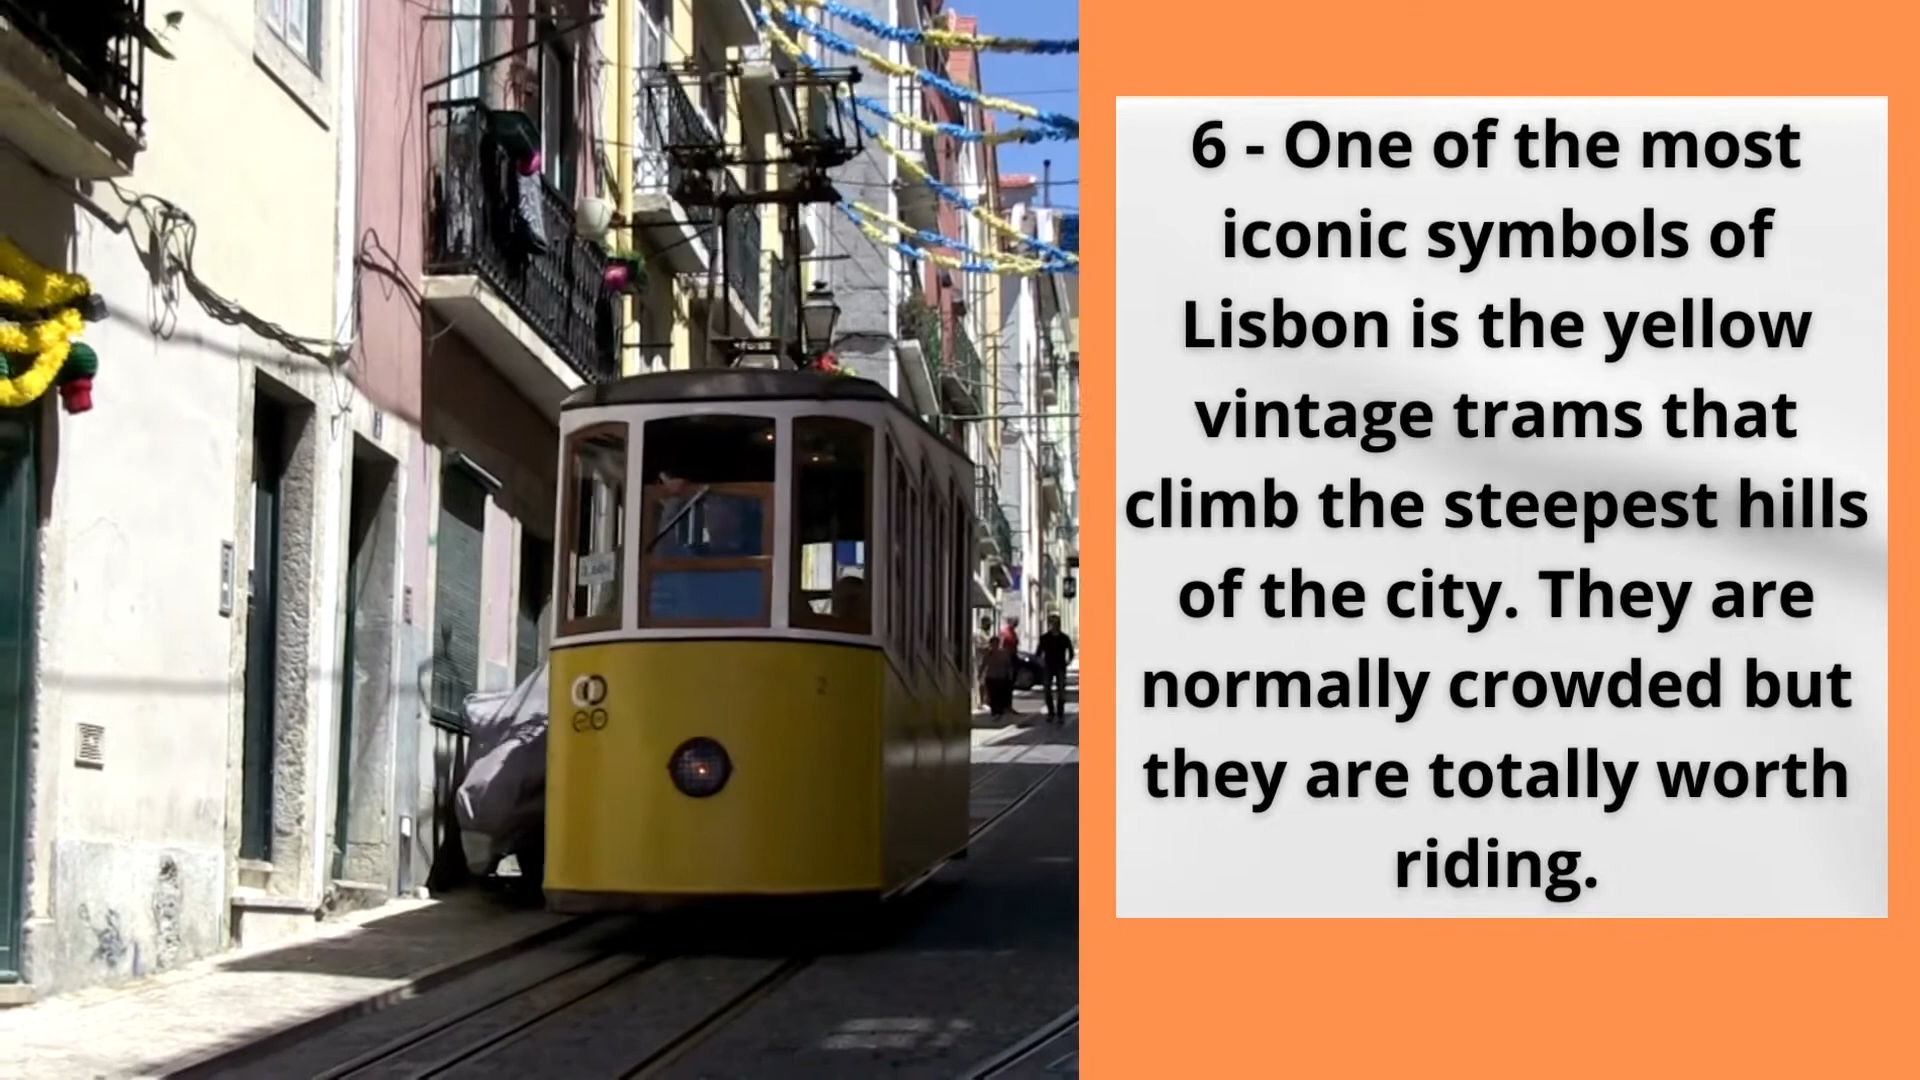 6 - One of the most
iconic symbols of
Lisbon is the yellow
vintage trams that
climb the steepest hills
of the city. They are
normally crowded but
they are totally worth
riding.
2